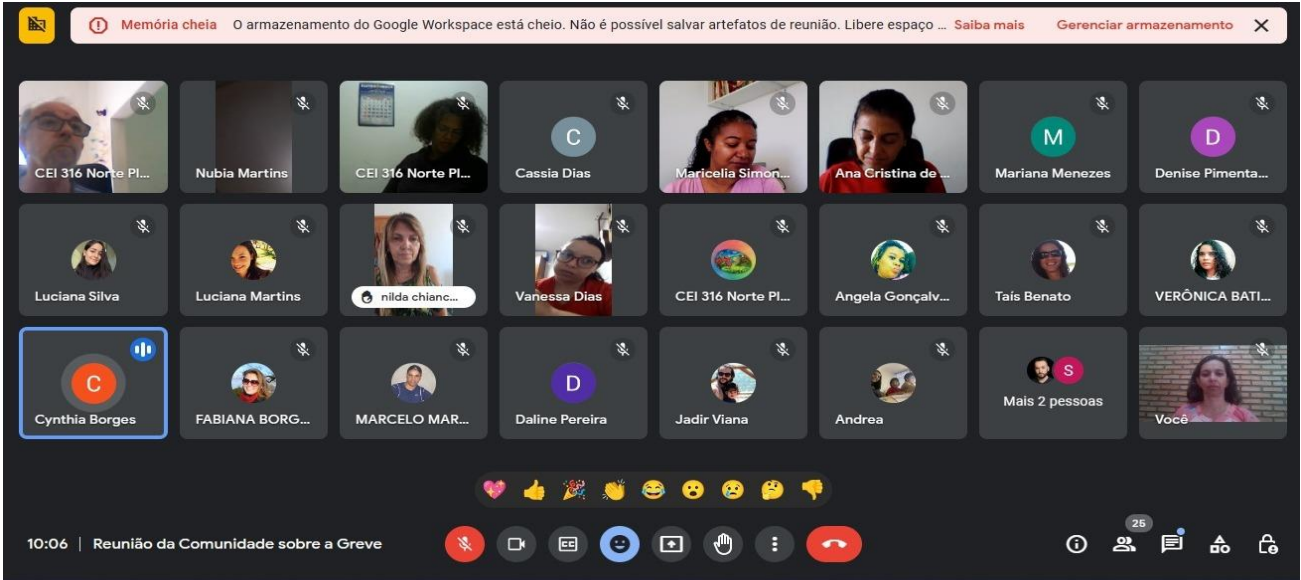 Memória cheia O armazenamento do Google Workspace está cheio. Não é possível salvar artefatos de reunião. Libere espaço ... Saiba mais Gerenciar armazenamento
CEI 316 Norte Pl...
Nubia Martins
CEI 316 Norte Pl...
C
Cassia Dias
Maricelia Simon...
Ana Cristina de ...
M
Mariana Menezes
D
Denise Pimenta...
Luciana Silva
Luciana Martins
nilda chianc...
Vanessa Dias
CEI 316 Norte Pl...
Angela Gonçalv...
Taís Benato
VERÔNICA BATI...
C
Cynthia Borges
FABIANA BORG...
MARCELO MAR...
D
Daline Pereira
Jadir Viana
Andrea
S
Mais 2 pessoas
Você
10:06 | Reunião da Comunidade sobre a Greve
CC
25